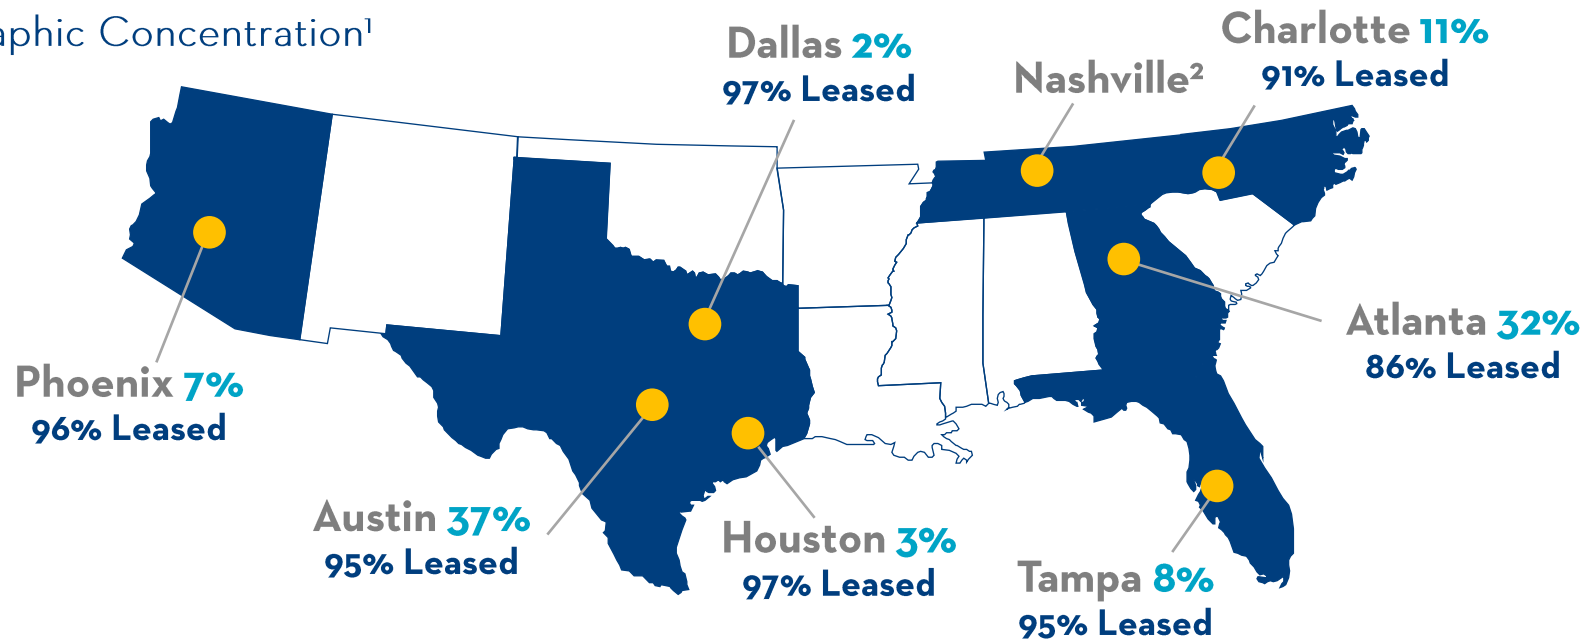 aphic Concentration¹
Dallas 2%
97% Leased
Nashville²
Charlotte 11%
91% Leased
Phoenix 7%
96% Leased
Atlanta 32%
86% Leased
Austin 37%
95% Leased
Houston 3%
97% Leased
Tampa 8%
95% Leased